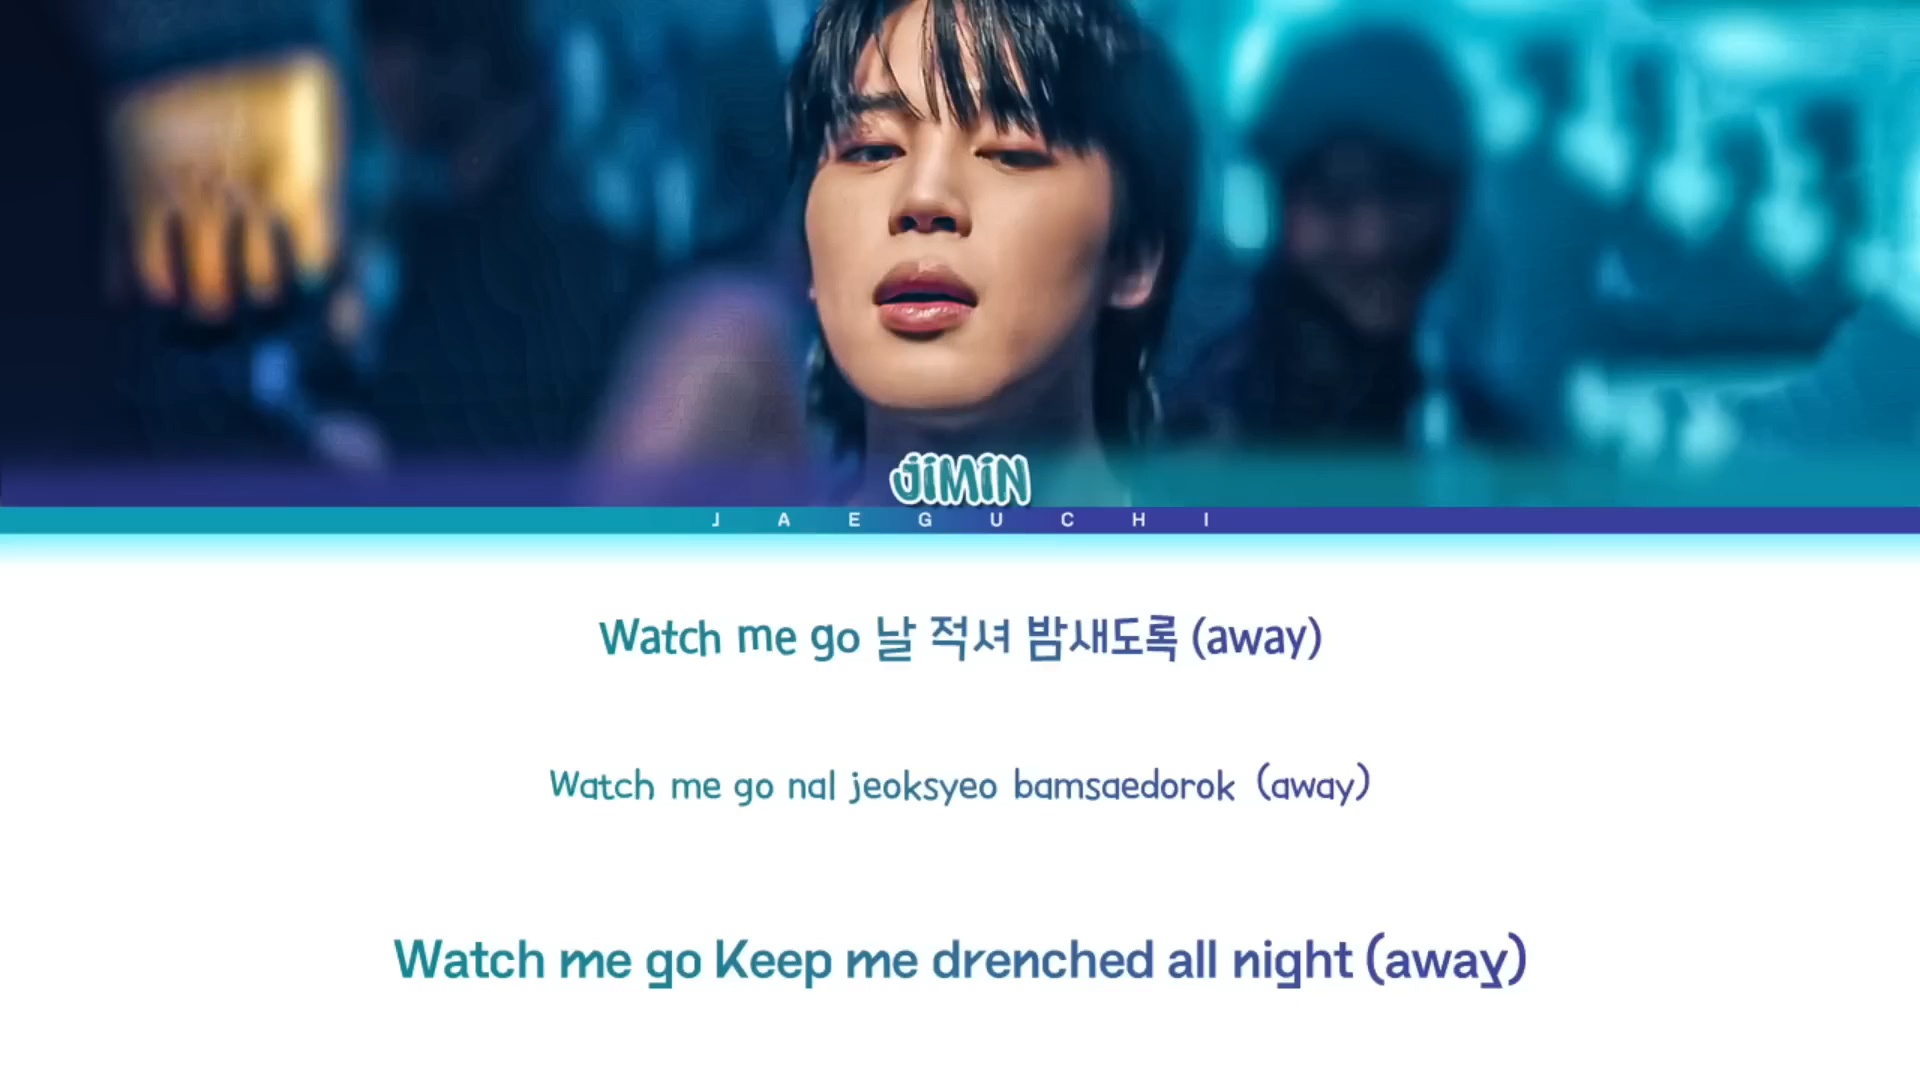 JIMIN
JAEGUCHI
Watch me go 날 적셔 밤새도록 (away)
Watch me go nal jeoksyeo bamsaedorok (away)
Watch me go Keep me drenched all night (away)